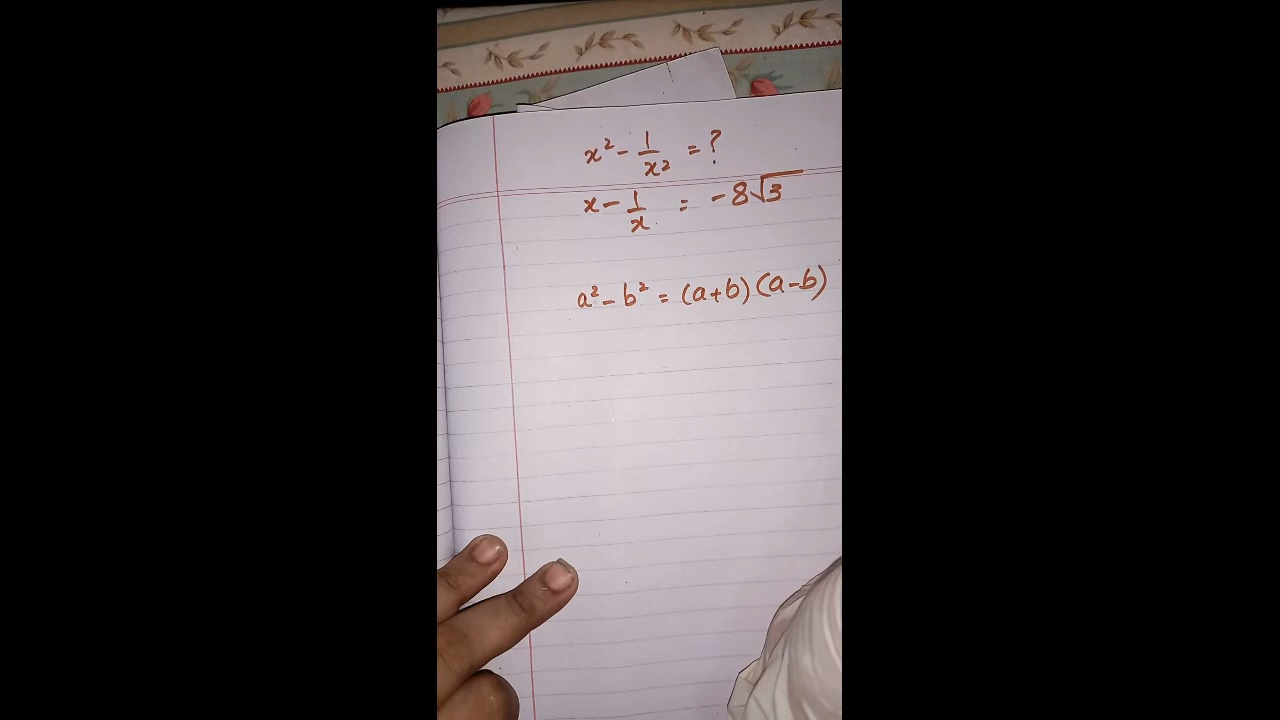 x² - 1/x² = ?
x - 1/x = -8√3
a² - b² = (a+b)(a-b)